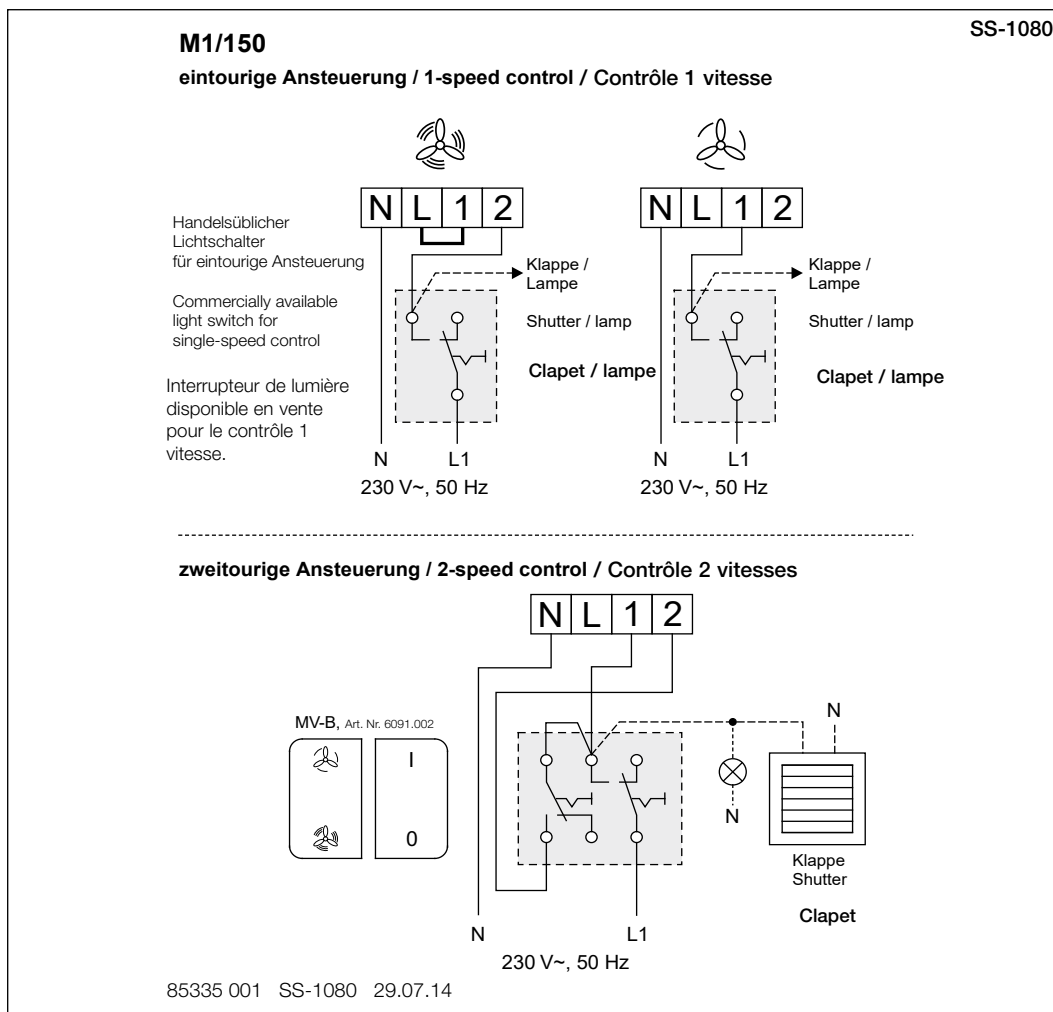 SS-1080
M1/150
eintourige Ansteuerung / 1-speed control / Contrôle 1 vitesse
N L 1 2
N L 1 2
Handelsüblicher
Lichtschalter
für eintourige Ansteuerung
Commercially available
light switch for
single-speed control
Interrupteur de lumière
disponible en vente
pour le contrôle 1
vitesse.
Klappe /
Lampe
Shutter / lamp
Clapet / lampe
Klappe /
Lampe
Shutter / lamp
Clapet / lampe
N L1
230 V~, 50 Hz
N L1
230 V~, 50 Hz
zweitourige Ansteuerung / 2-speed control / Contrôle 2 vitesses
N L 1 2
MV-B, Art. Nr. 6091.002
I
0
N
N
Klappe
Shutter
Clapet
N L1
230 V~, 50 Hz
85335 001 SS-1080 29.07.14